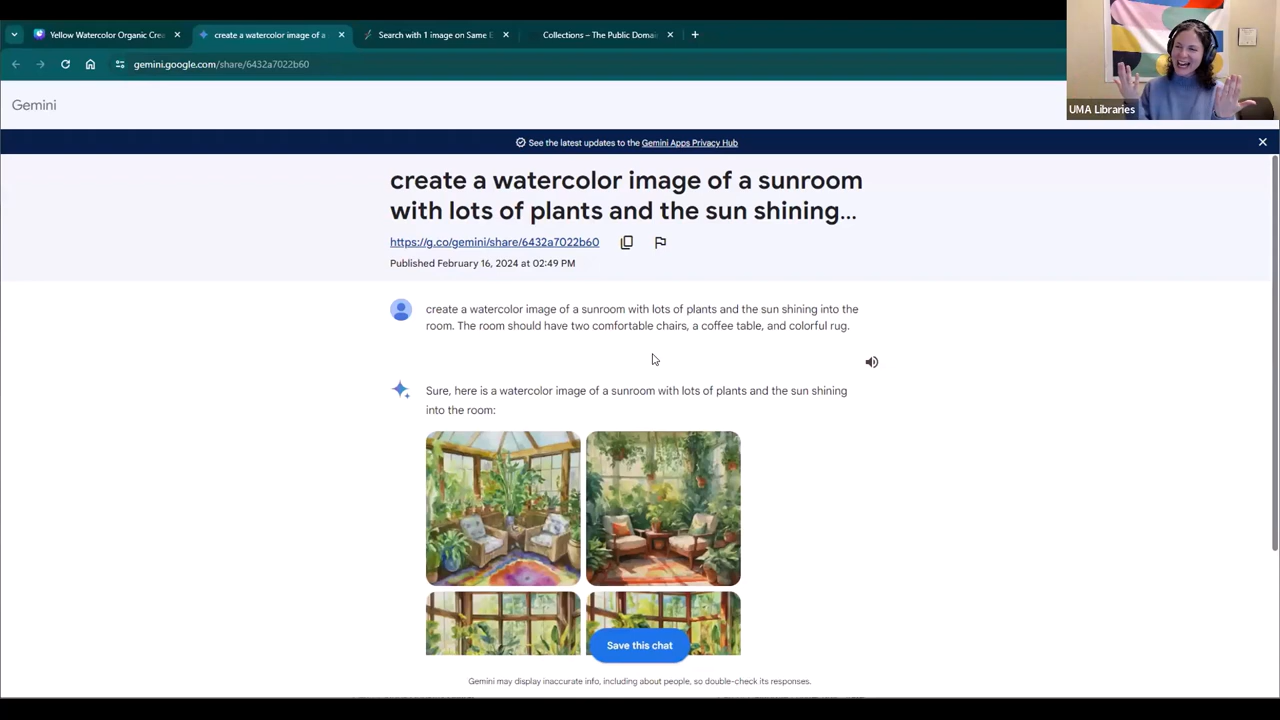 Yellow Watercolor Organic Cre
create a watercolor image of a
Search with 1 image on Same E
Collections – The Public Domai
gemini.google.com/share/6432a7022b60
UMA Libraries
Gemini
See the latest updates to the Gemini Apps Privacy Hub
create a watercolor image of a sunroom
with lots of plants and the sun shining...
https://g.co/gemini/share/6432a7022b60
Published February 16, 2024 at 02:49 PM
create a watercolor image of a sunroom with lots of plants and the sun shining into the
room. The room should have two comfortable chairs, a coffee table, and colorful rug.
Sure, here is a watercolor image of a sunroom with lots of plants and the sun shining
into the room:
Save this chat
Gemini may display inaccurate info, including about people, so double-check its responses.